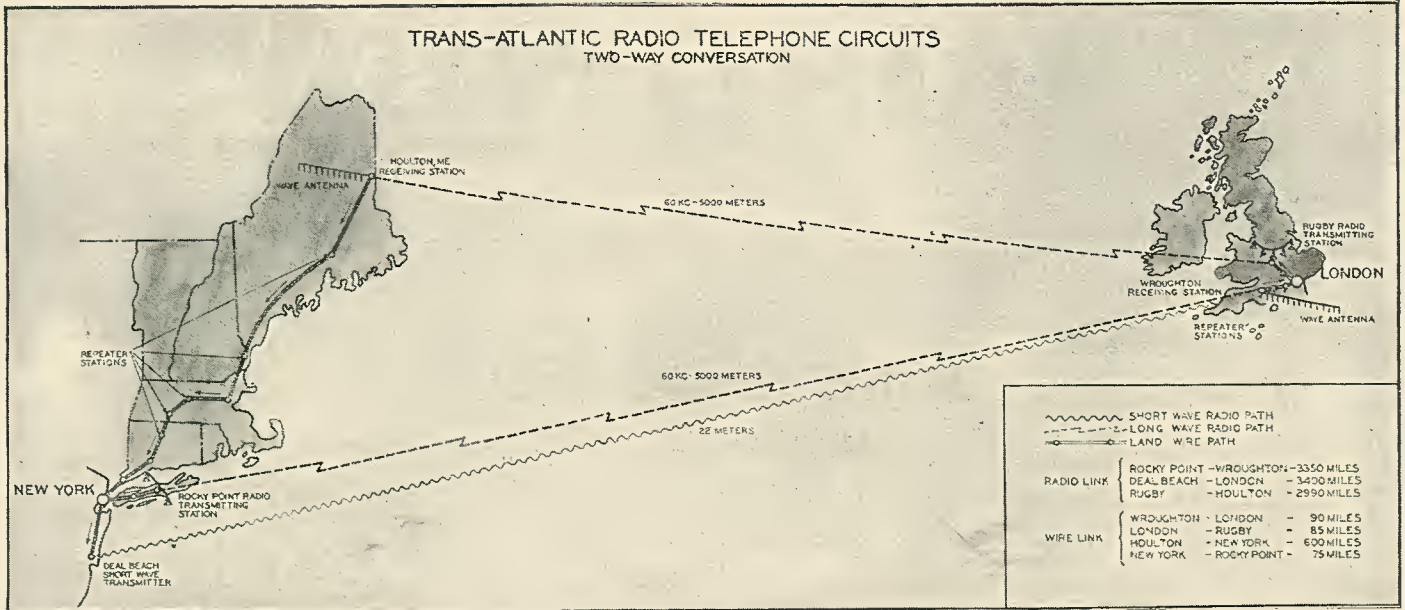 TRANS-ATLANTIC RADIO TELEPHONE CIRCUITS
TWO-WAY CONVERSATION
HOULTON, ME
RECEIVING STATION
WAVE ANTENNA
60 KC-5000 METERS
RUGBY RADIO
TRANSMITTING
STATION
LONDON
WROUGHTON
RECEIVING STATION
WAVE ANTENNA
REPEATER
STATIONS
REPEATER
STATIONS
60 KC-5000 METERS
22 METERS
NEW YORK
ROCKY POINT RADIO
TRANSMITTING
STATION
DEAL BEACH
SHORT WAVE
TRANSMITTER
SHORT WAVE RADIO PATH
LONG WAVE RADIO PATH
LAND WIRE PATH
RADIO LINK
ROCKY POINT - WROUGHTON - 3350 MILES
DEAL BEACH - LONDON - 3400 MILES
RUGBY - HOULTON - 2990 MILES
WIRE LINK
WROUGHTON - LONDON - 90 MILES
LONDON - RUGBY - 85 MILES
HOULTON - NEW YORK - 600 MILES
NEW YORK - ROCKY POINT - 75 MILES